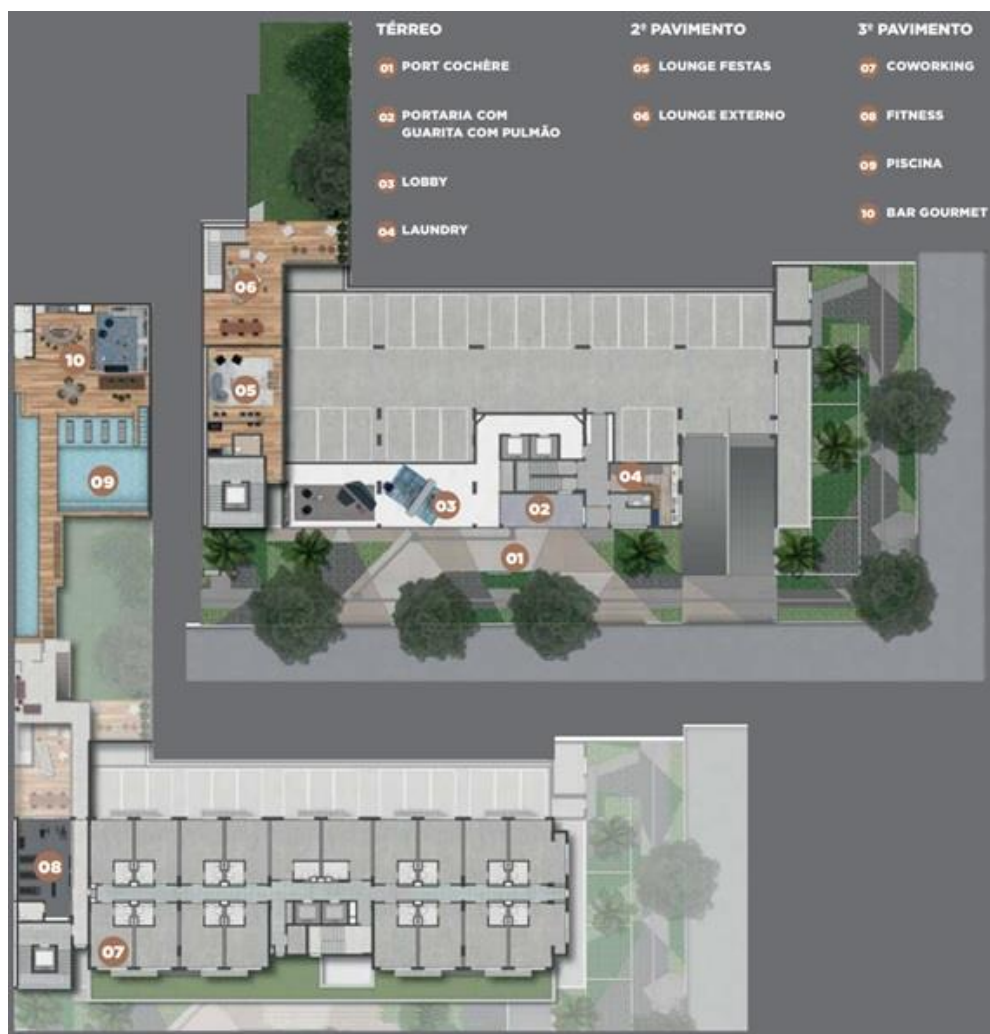 TÉRREO
01 PORT COCHÈRE
02 PORTARIA COM
GUARITA COM PULMÃO
03 LOBBY
04 LAUNDRY
2º PAVIMENTO
05 LOUNGE FESTAS
06 LOUNGE EXTERNO
3º PAVIMENTO
07 COWORKING
08 FITNESS
09 PISCINA
10 BAR GOURMET
06
10
05
09
03
04
02
01
08
07